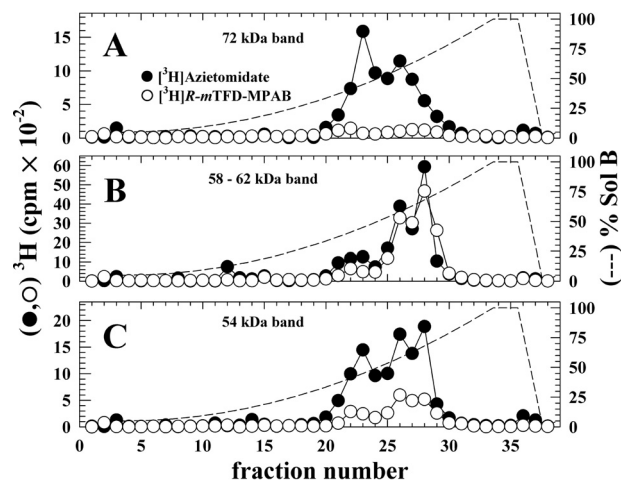 A
72 kDa band
[³H]Azietomidate
[³H]R-mTFD-MPAB
15
10
5
0
100
75
50
25
0
B
58 - 62 kDa band
60
50
40
30
20
10
0
100
75
50
25
0
C
54 kDa band
20
15
10
5
0
100
75
50
25
0
0 5 10 15 20 25 30 35
fraction number
(●,○) ³H (cpm × 10⁻²)
(---) % Sol B